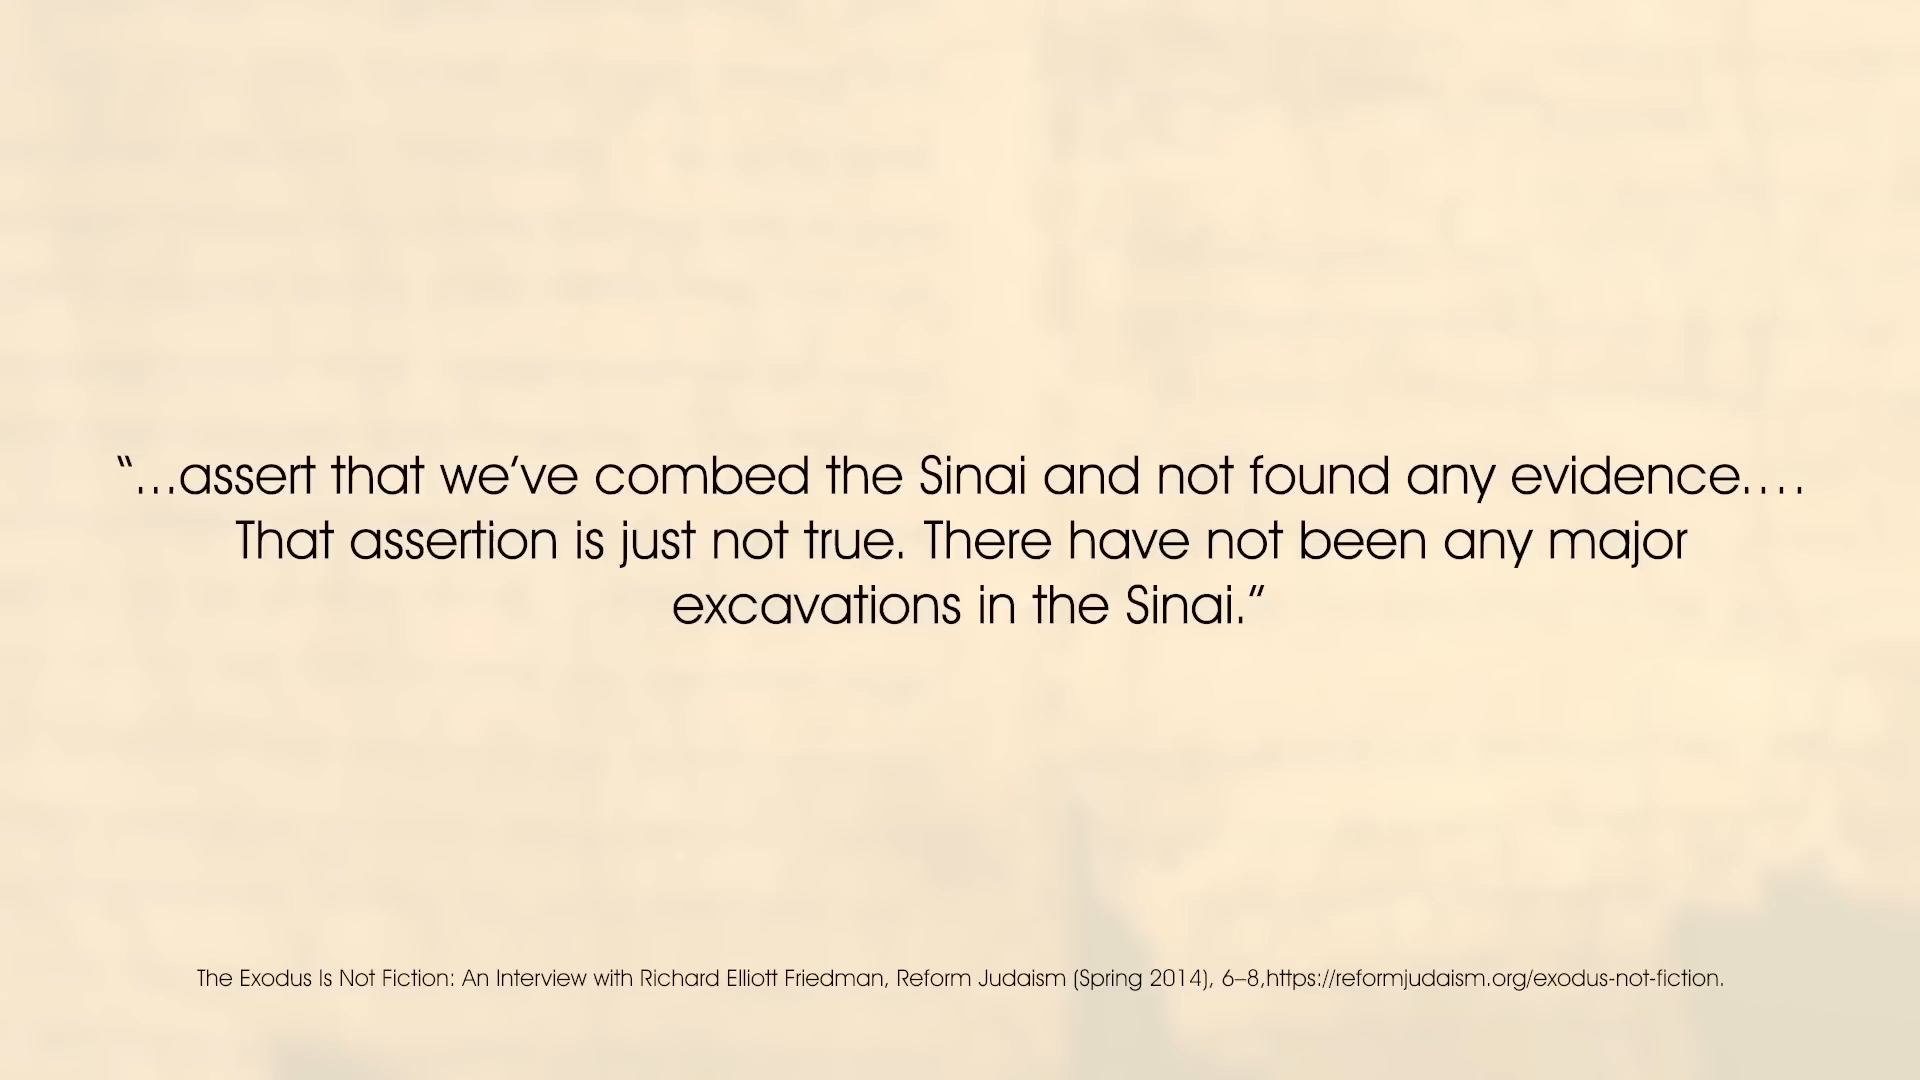 “...assert that we’ve combed the Sinai and not found any evidence....
That assertion is just not true. There have not been any major
excavations in the Sinai.”
The Exodus Is Not Fiction: An Interview with Richard Elliott Friedman, Reform Judaism (Spring 2014), 6–8,https://reformjudaism.org/exodus-not-fiction.